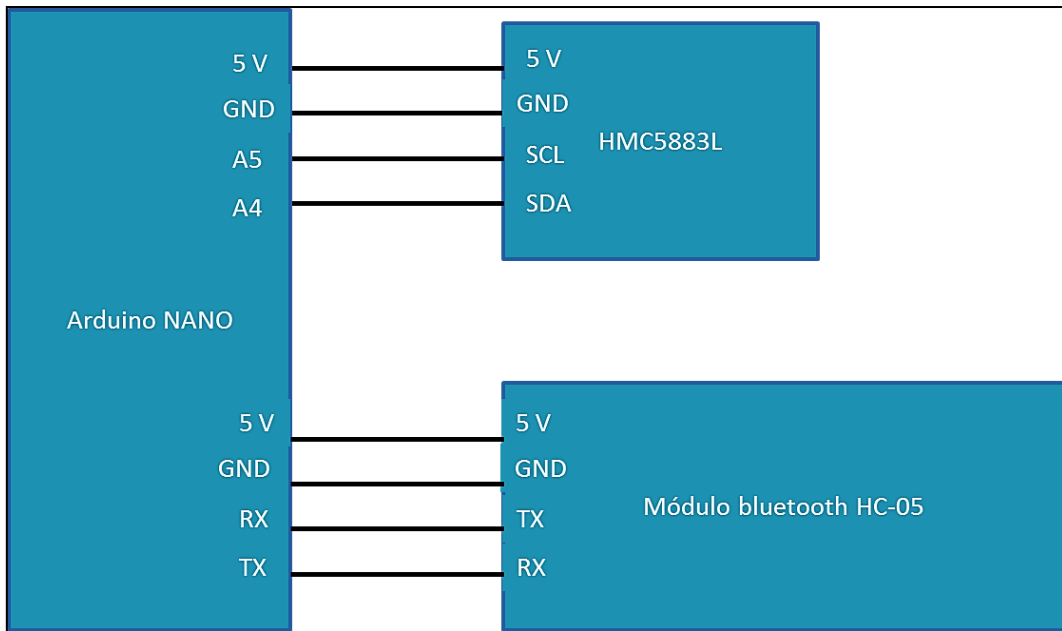 5 V
GND
A5
A4
5 V
GND
SCL
SDA
HMC5883L
Arduino NANO
5 V
GND
RX
TX
5 V
GND
TX
RX
Módulo bluetooth HC-05